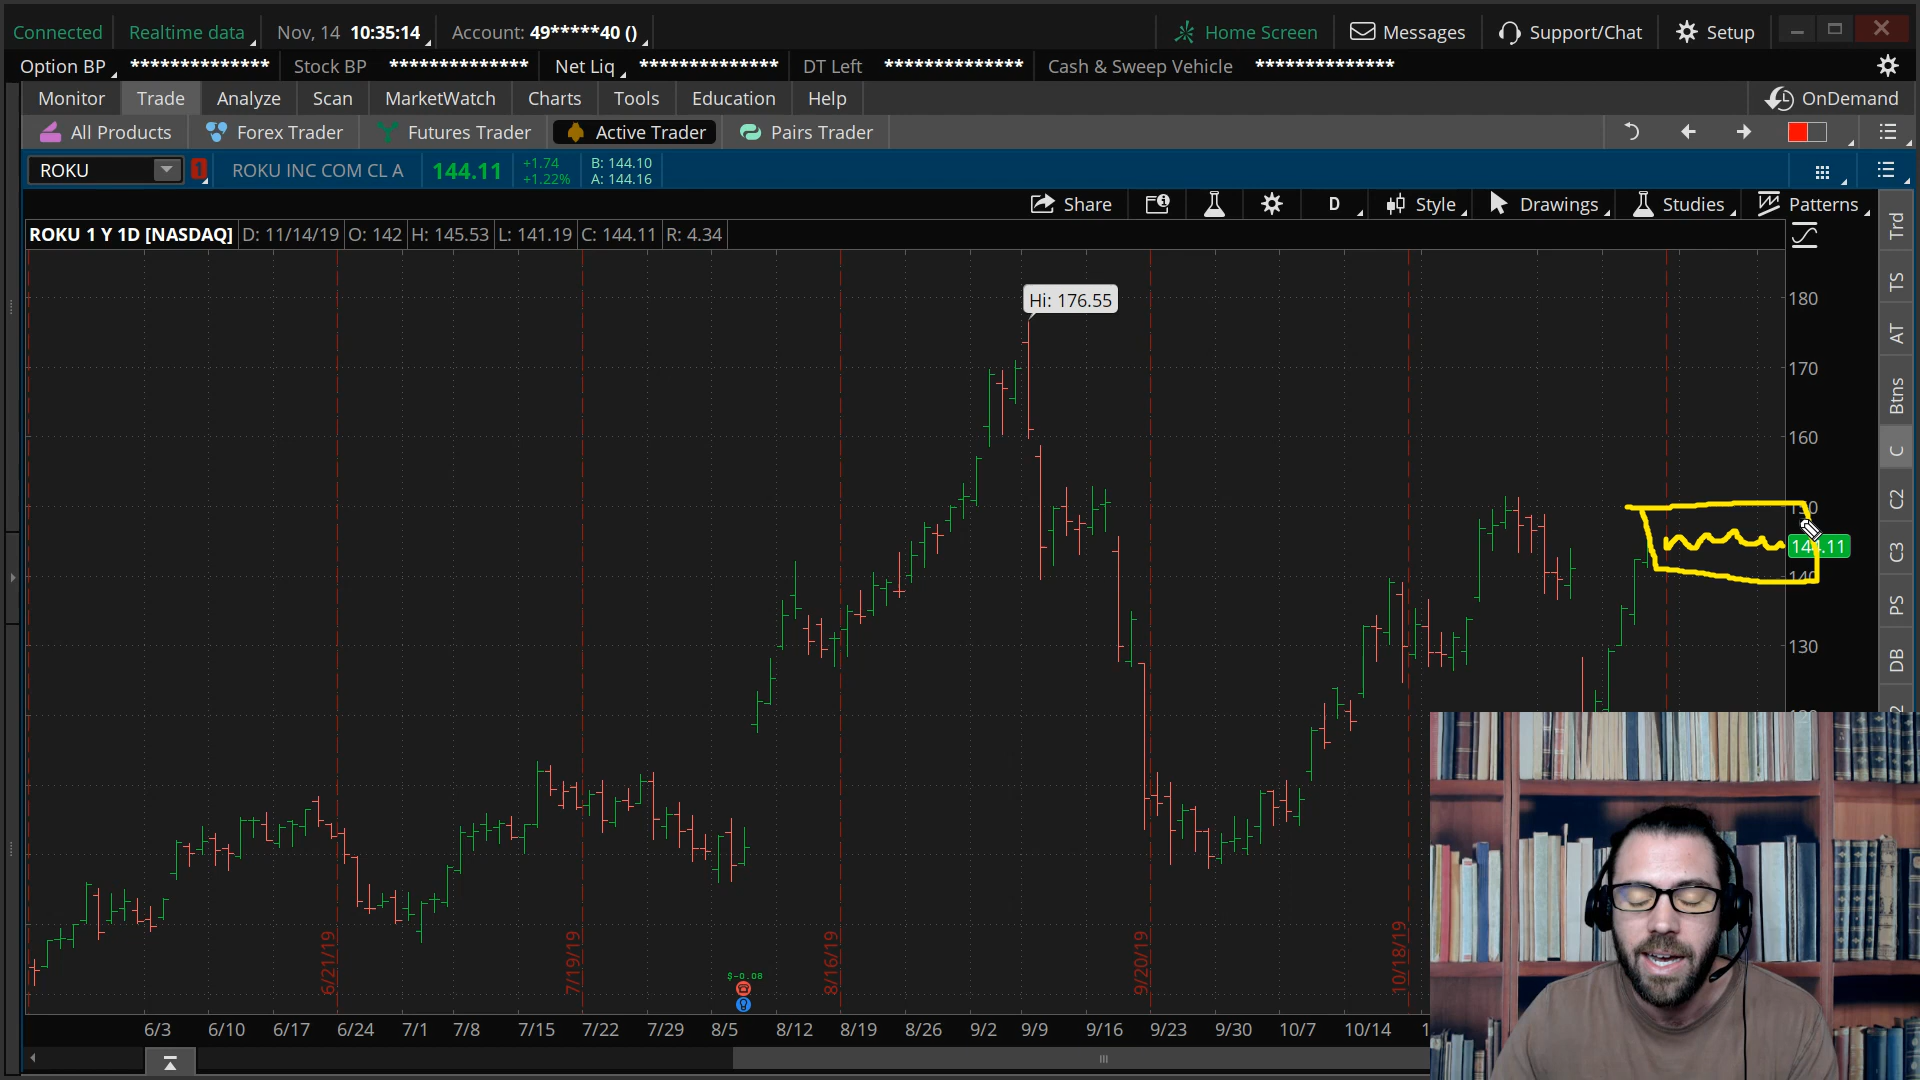 Connected Realtime data Nov, 14 10:35:14 Account: 49*****40 () Home Screen Messages Support/Chat Setup
Option BP ************** Stock BP ************** Net Liq ************** DT Left ************** Cash & Sweep Vehicle **************
Monitor Trade Analyze Scan MarketWatch Charts Tools Education Help OnDemand
All Products Forex Trader Futures Trader Active Trader Pairs Trader
ROKU 1 ROKU INC COM CL A 144.11 +1.74 +1.22% B: 144.10 A: 144.16
Share D Style Drawings Studies Patterns
ROKU 1 Y 1D [NASDAQ] D: 11/14/19 O: 142 H: 145.53 L: 141.19 C: 144.11 R: 4.34
Hi: 176.55
180
170
160
150
144.11
140
130
Trd
TS
AT
Btns
C
C2
C3
PS
DB
6/21/19 7/19/19 8/16/19 9/20/19 10/18/19
$-0.08
6/3 6/10 6/17 6/24 7/1 7/8 7/15 7/22 7/29 8/5 8/12 8/19 8/26 9/2 9/9 9/16 9/23 9/30 10/7 10/14